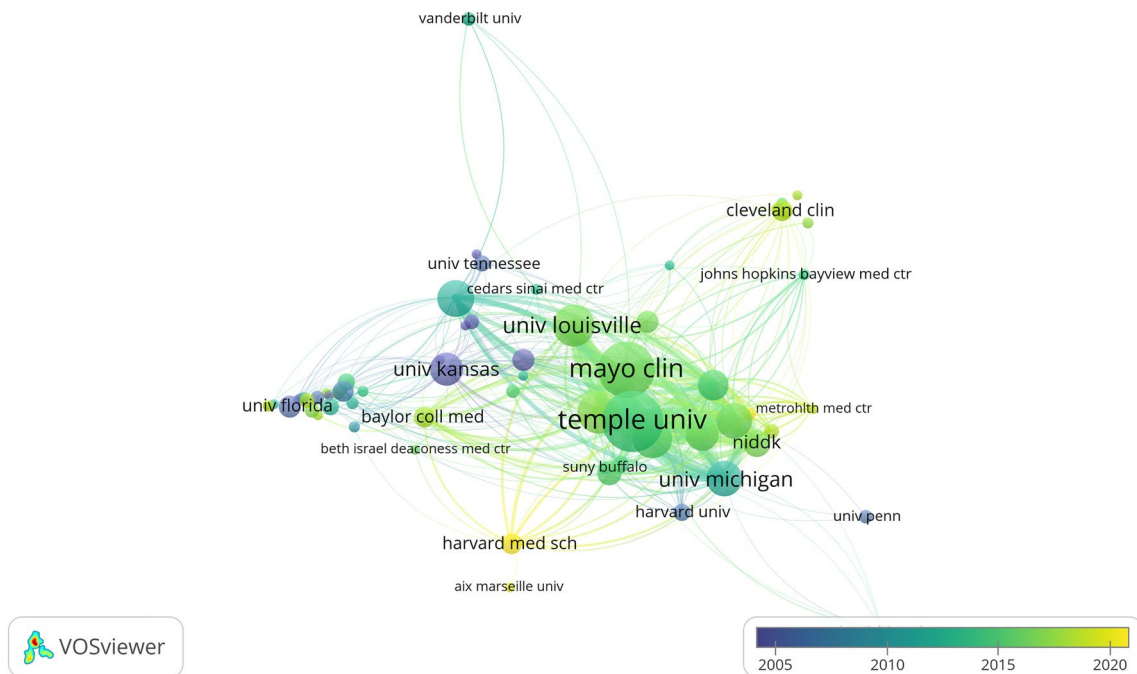 vanderbilt univ
cleveland clin
univ tennessee
johns hopkins bayview med ctr
cedars sinai med ctr
univ louisville
mayo clin
univ kansas
univ florida
baylor coll med
temple univ
metrohlth med ctr
beth israel deaconess med ctr
niddk
suny buffalo
univ michigan
harvard univ
univ penn
harvard med sch
aix marseille univ
VOSviewer
2005 2010 2015 2020